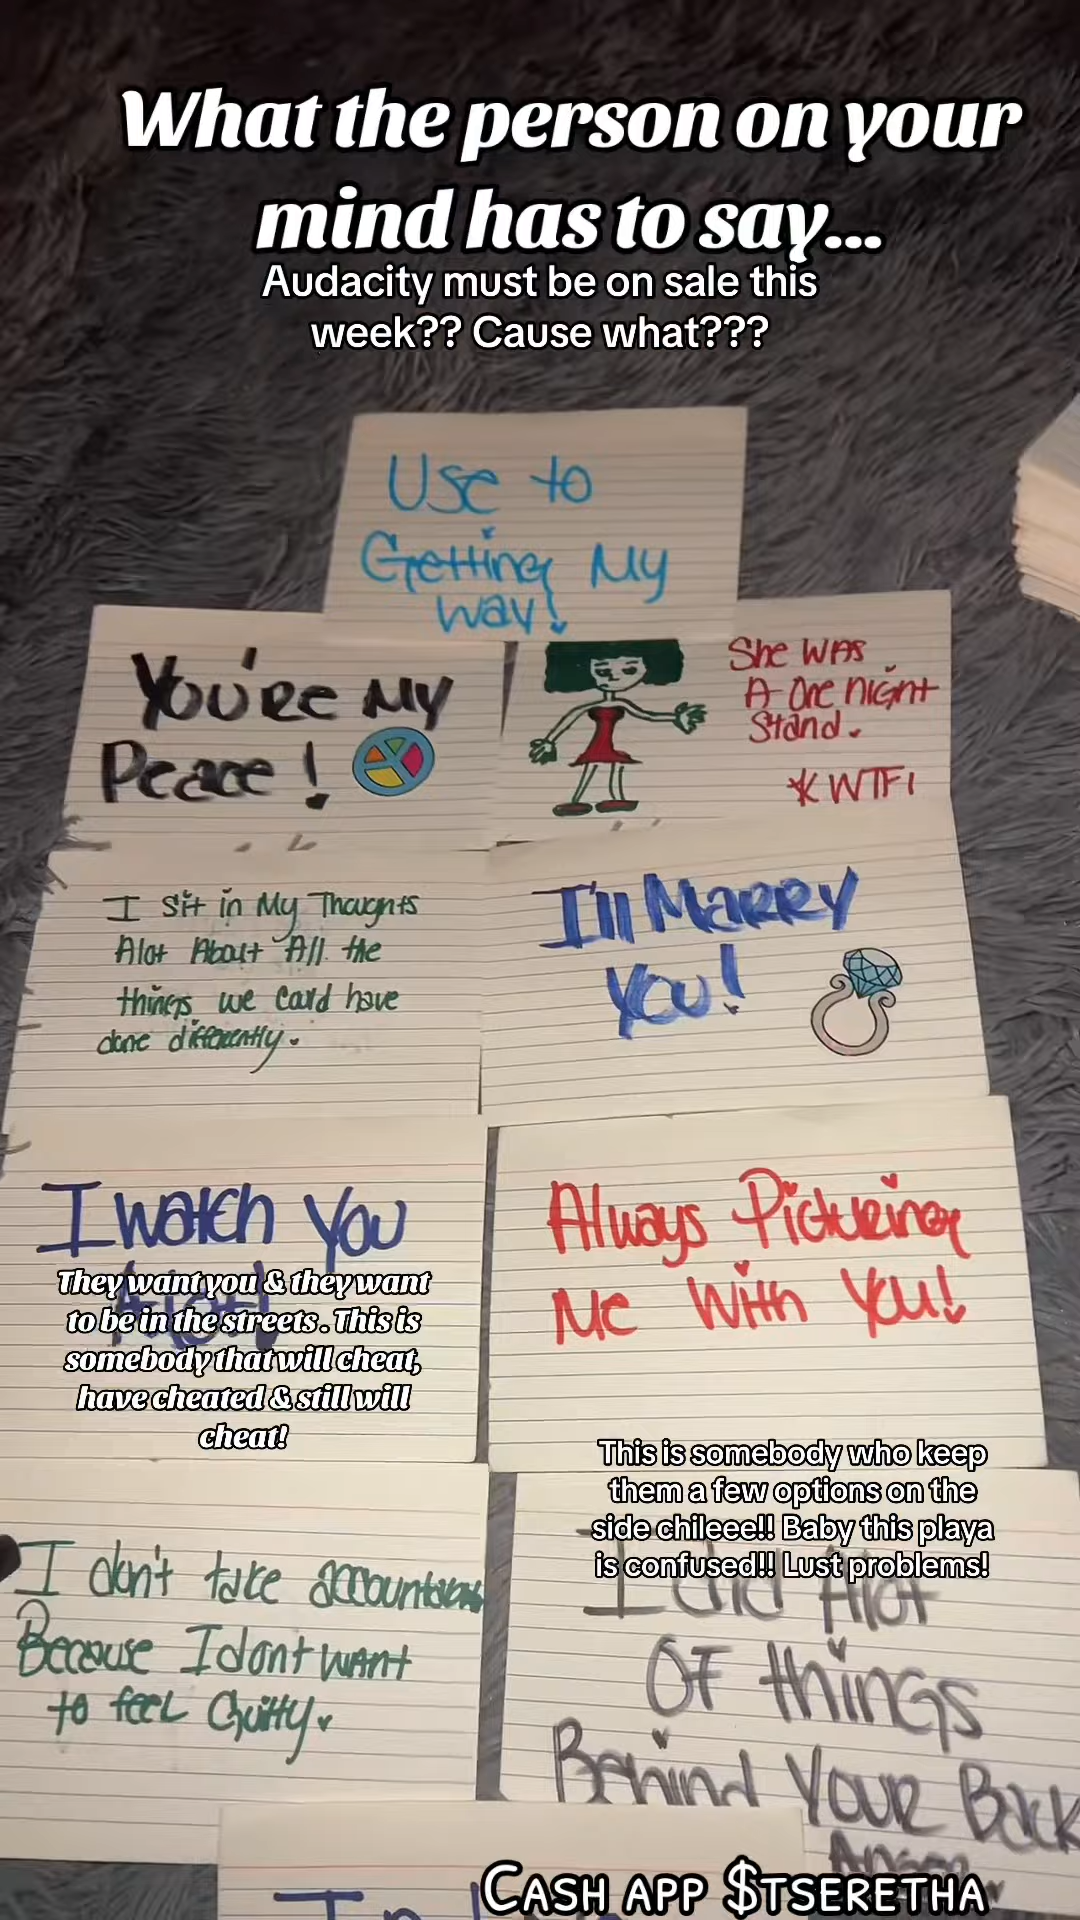 What the person on your
mind has to say...
Audacity must be on sale this
week?? Cause what???
Use to
Getting My
Way!
You're My
Peace!
She WAS
A One night
Stand.
*WTF!
I Sit in My Thoughts
Alot About All the
things we Could have
done differently.
I'll Marry
You!
I Watch You
Alot!
They want you & they want
to be in the streets. This is
somebody that will cheat,
have cheated & still will
cheat!
Always Picturing
Me With You!
This is somebody who keep
them a few options on the
side chileee!! Baby this playa
is confused!! Lust problems!
I don't take
Because I dont want
to feel Guilty.
I did Alot
OF things
Behind Your Back
Cash app $tseretha